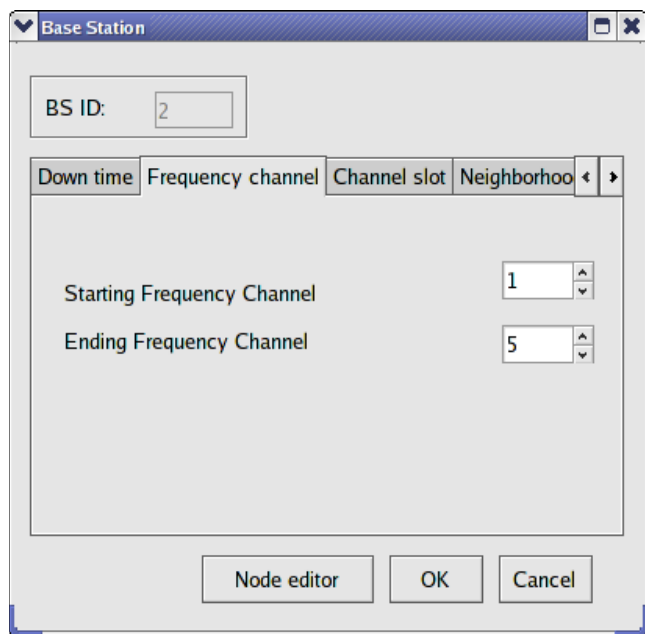 Base Station
BS ID: 2
Down time Frequency channel Channel slot Neighborhoo
Starting Frequency Channel 1
Ending Frequency Channel 5
Node editor OK Cancel